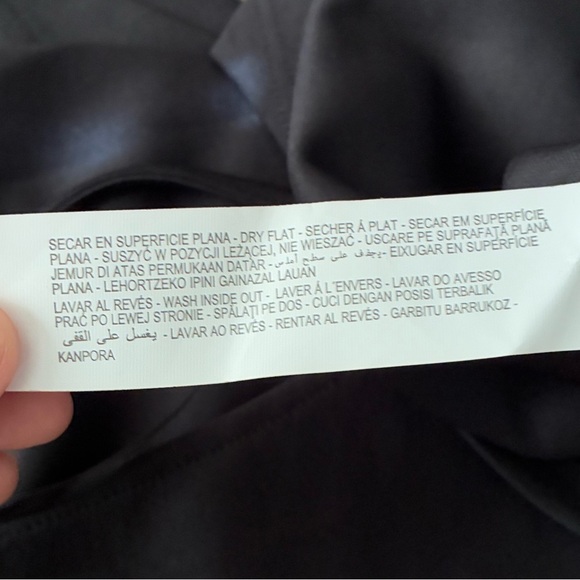 SECAR EN SUPERFICIE PLANA - DRY FLAT - SECHER Á PLAT - SECAR EM SUPERFÍCIE
PLANA - SUSZYĆ W POZYCJI LEŻĄCEJ, NIE WIESZAĆ - USCARE PE SUPRAFAȚĂ PLANĂ
JEMUR DI ATAS PERMUKAAN DATAR - يجفف على سطح أملس - EIXUGAR EN SUPERFÍCIE
PLANA - LEHORTZEKO IPINI GAINAZAL LAUAN
LAVAR AL REVÉS - WASH INSIDE OUT - LAVER Á L'ENVERS - LAVAR DO AVESSO
PRAĆ PO LEWEJ STRONIE - SPĂLAȚI PE DOS - CUCI DENGAN POSISI TERBALIK
يغسل على القفى - LAVAR AO REVÉS - RENTAR AL REVÉS - GARBITU BARRUKOZ -
KANPORA